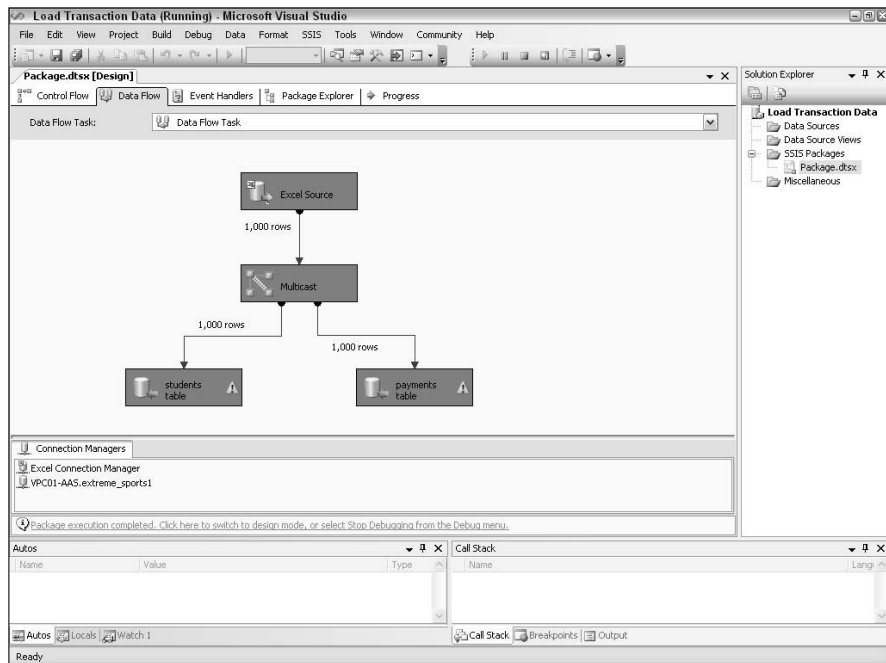 Load Transaction Data (Running) - Microsoft Visual Studio
File Edit View Project Build Debug Data Format SSIS Tools Window Community Help
Package.dtsx [Design]
Control Flow Data Flow Event Handlers Package Explorer Progress
Data Flow Task: Data Flow Task
Excel Source
1,000 rows
Multicast
1,000 rows
1,000 rows
students
table
payments
table
Connection Managers
Excel Connection Manager
VPC01-AAS.extreme_sports1
Package execution completed. Click here to switch to design mode, or select Stop Debugging from the Debug menu.
Solution Explorer
Load Transaction Data
Data Sources
Data Source Views
SSIS Packages
Package.dtsx
Miscellaneous
Autos
Name Value Type
Autos Locals Watch 1
Call Stack
Name Lang
Call Stack Breakpoints Output
Ready